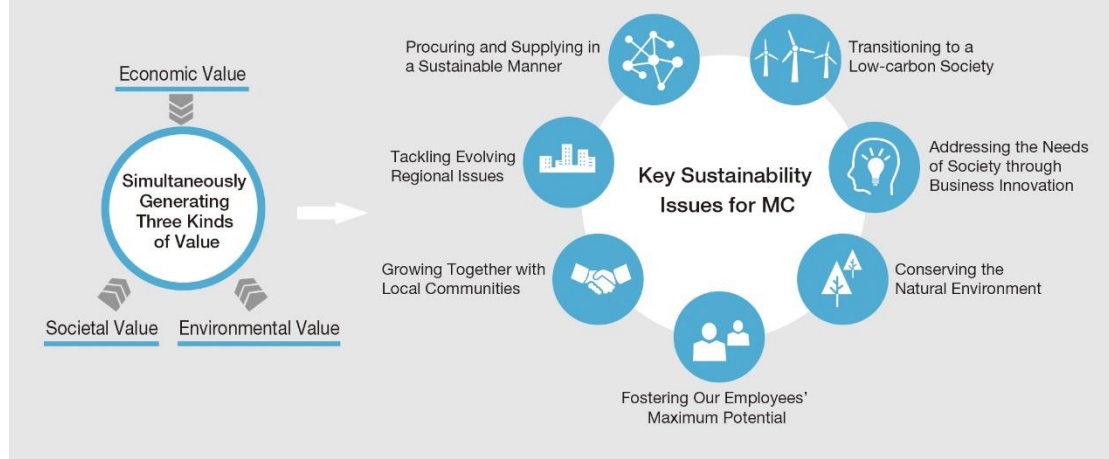 Economic Value
Simultaneously
Generating
Three Kinds
of Value
Societal Value
Environmental Value
Key Sustainability
Issues for MC
Procuring and Supplying in
a Sustainable Manner
Transitioning to a
Low-carbon Society
Tackling Evolving
Regional Issues
Addressing the Needs
of Society through
Business Innovation
Growing Together with
Local Communities
Conserving the
Natural Environment
Fostering Our Employees’
Maximum Potential